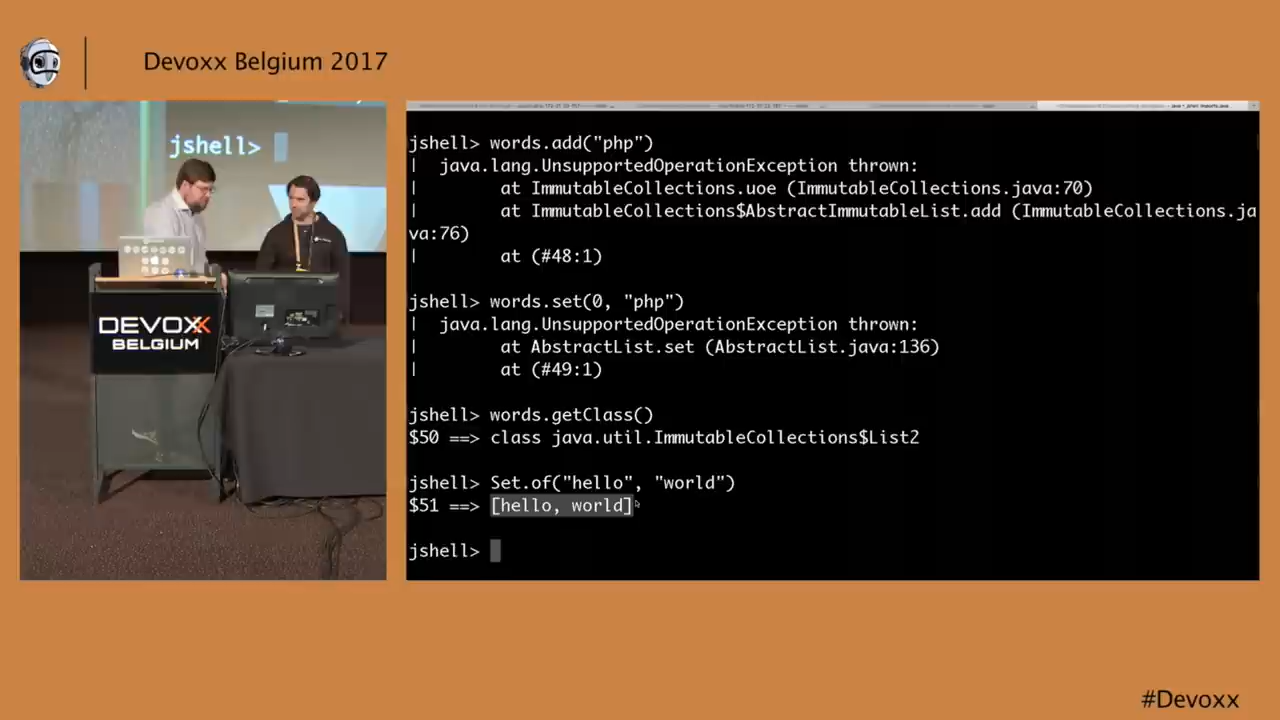 Devoxx Belgium 2017
jshell>
DEVOXX
BELGIUM
jshell> words.add("php")
| java.lang.UnsupportedOperationException thrown:
| at ImmutableCollections.uoe (ImmutableCollections.java:70)
| at ImmutableCollections$AbstractImmutableList.add (ImmutableCollections.ja
va:76)
| at (#48:1)
jshell> words.set(0, "php")
| java.lang.UnsupportedOperationException thrown:
| at AbstractList.set (AbstractList.java:136)
| at (#49:1)
jshell> words.getClass()
$50 ==> class java.util.ImmutableCollections$List2
jshell> Set.of("hello", "world")
$51 ==> [hello, world]
jshell>
#Devoxx